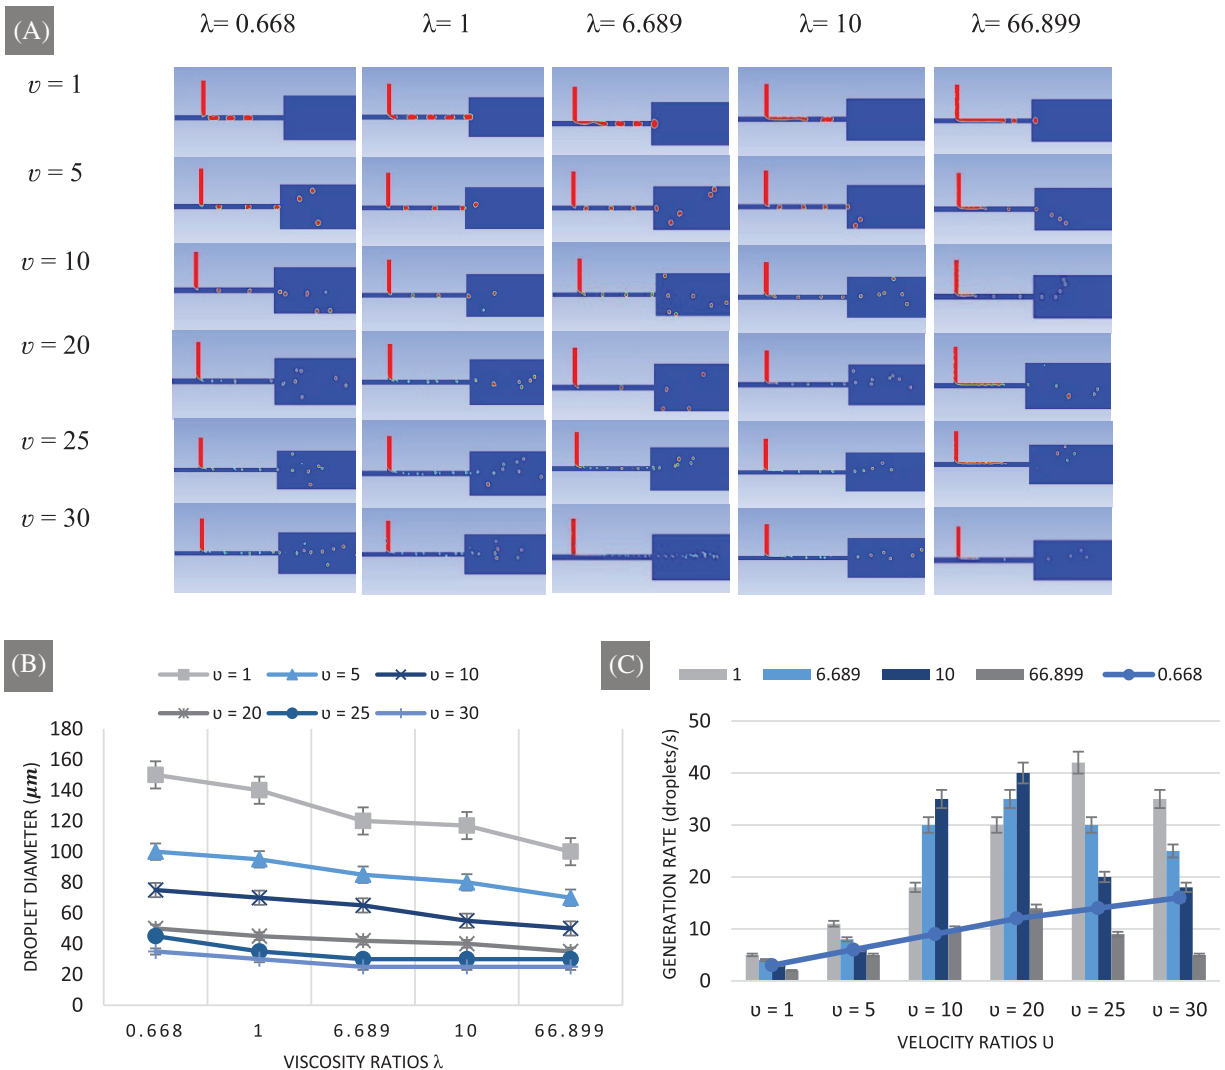 (A)
λ= 0.668 λ= 1 λ= 6.689 λ= 10 λ= 66.899
υ = 1
υ = 5
υ = 10
υ = 20
υ = 25
υ = 30
(B)
υ = 1 υ = 5 υ = 10
υ = 20 υ = 25 υ = 30
DROPLET DIAMETER (μm)
180
160
140
120
100
80
60
40
20
0
0.668 1 6.689 10 66.899
VISCOSITY RATIOS λ
(C)
1 6.689 10 66.899 0.668
GENERATION RATE (droplets/s)
50
40
30
20
10
0
υ = 1 υ = 5 υ = 10 υ = 20 υ = 25 υ = 30
VELOCITY RATIOS Ʋ